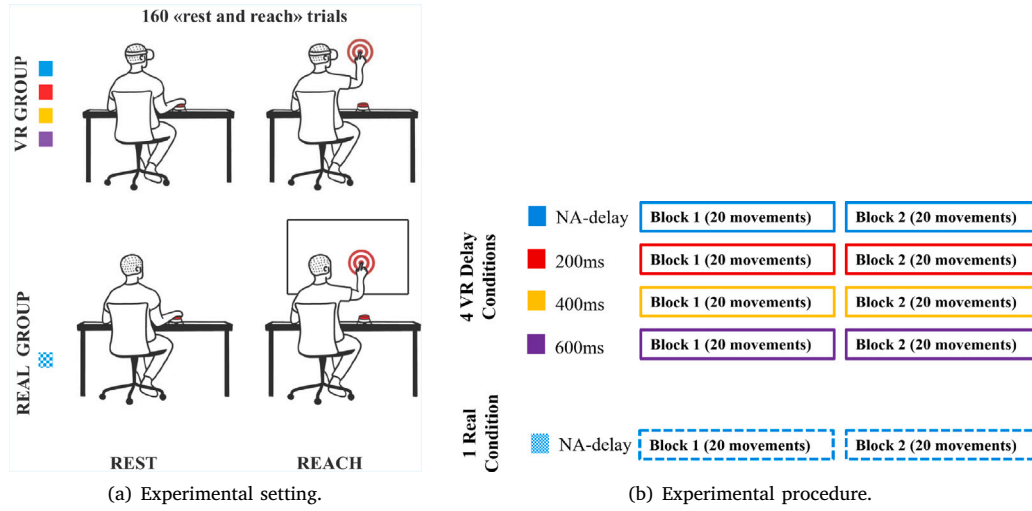 160 «rest and reach» trials
VR GROUP
REAL GROUP
REST
REACH
(a) Experimental setting.
4 VR Delay
Conditions
NA-delay
Block 1 (20 movements)
Block 2 (20 movements)
200ms
Block 1 (20 movements)
Block 2 (20 movements)
400ms
Block 1 (20 movements)
Block 2 (20 movements)
600ms
Block 1 (20 movements)
Block 2 (20 movements)
1 Real
Condition
NA-delay
Block 1 (20 movements)
Block 2 (20 movements)
(b) Experimental procedure.